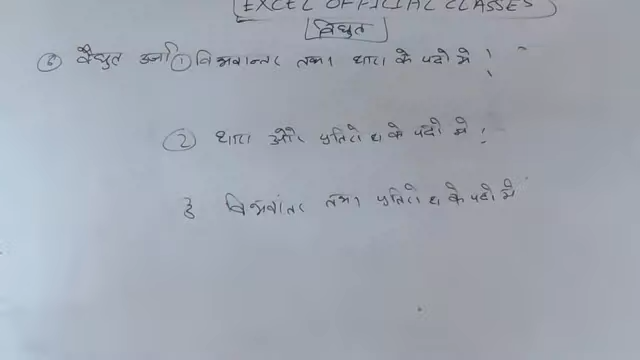 EXCEL OFFICIAL CLASSES
विधुत
6 वैधुत उर्जा 1 विभवान्तर तथा धारा के पदो मे !
2 धारा और प्रतिरोध के पदो मे !
3 विभवांतर तथा प्रतिरोध के पदो मे